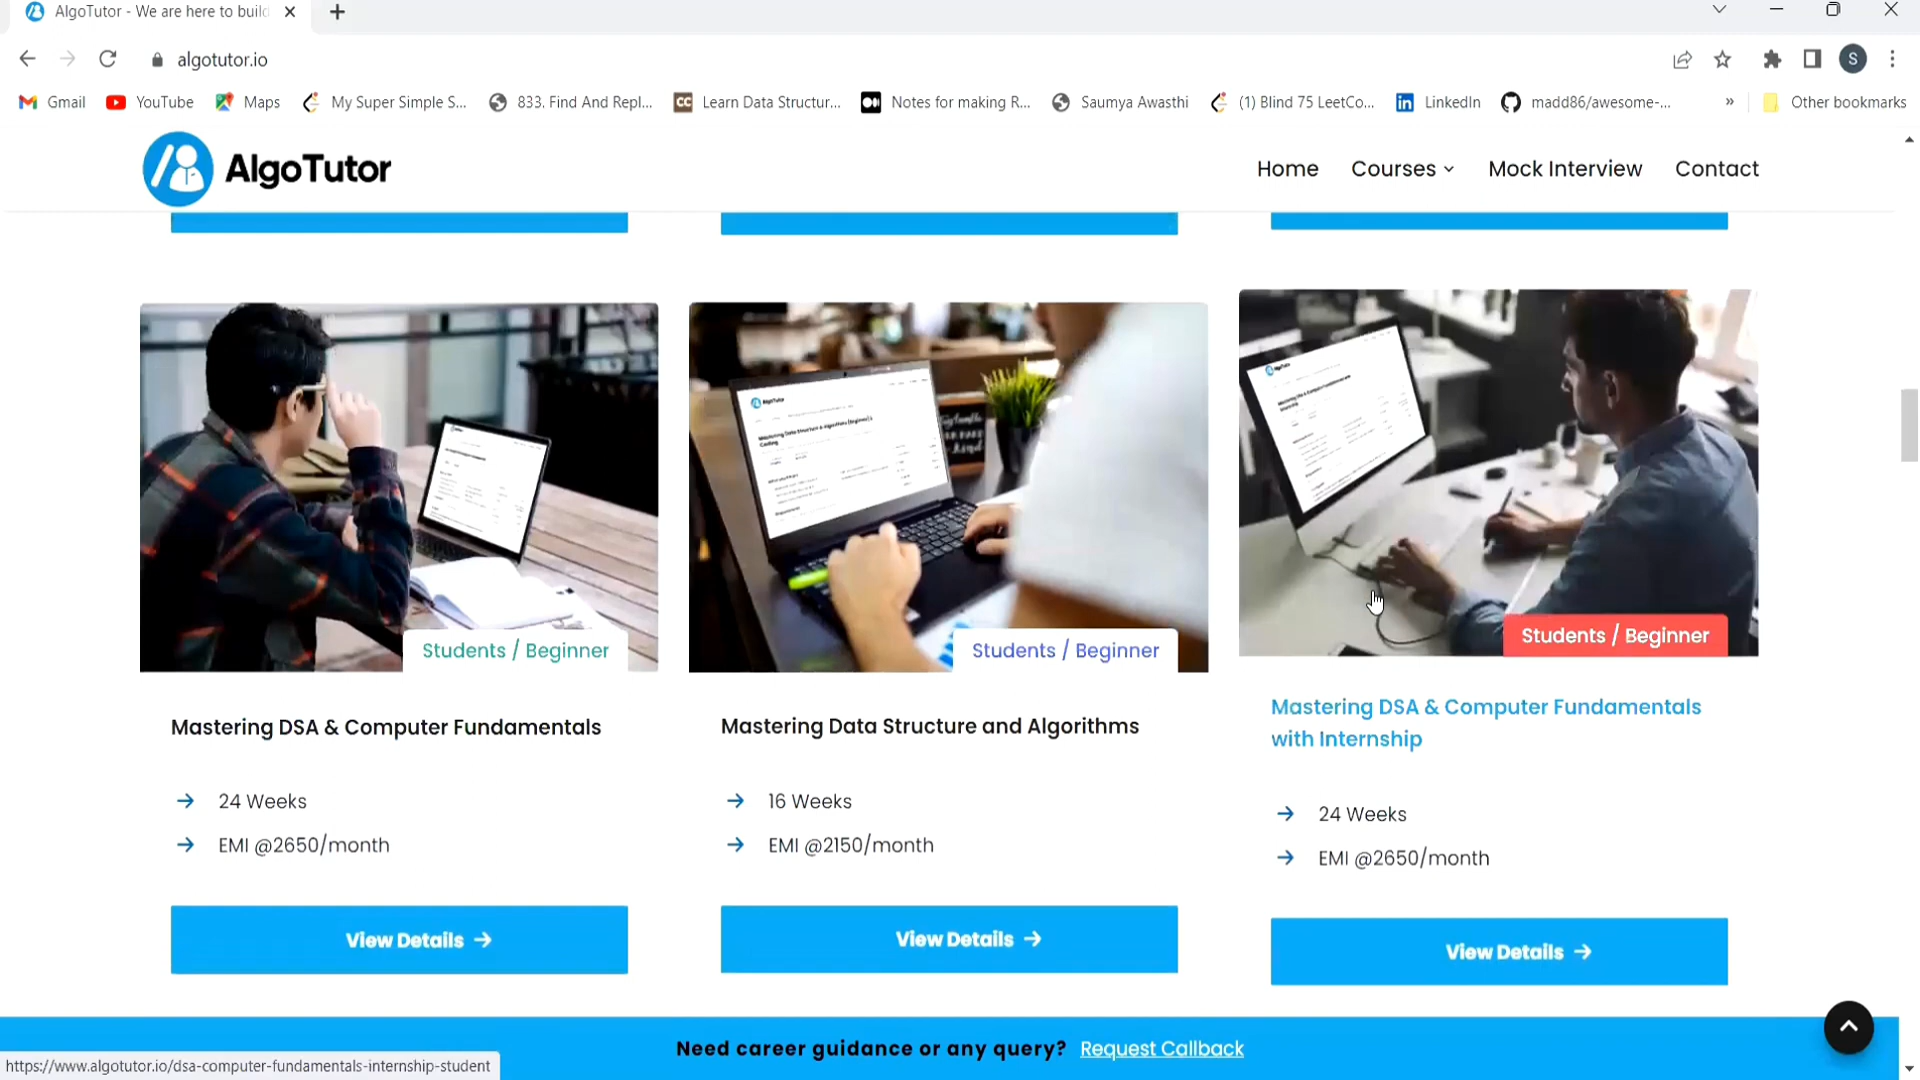 AlgoTutor - We are here to build
algotutor.io
Gmail
YouTube
Maps
My Super Simple S...
833. Find And Repl...
CC
Learn Data Structur...
Notes for making R...
Saumya Awasthi
(1) Blind 75 LeetCo...
LinkedIn
madd86/awesome-...
»
Other bookmarks
S
AlgoTutor
Home
Courses
Mock Interview
Contact
Students / Beginner
Students / Beginner
Students / Beginner
Mastering DSA & Computer Fundamentals
24 Weeks
EMI @2650/month
View Details
Mastering Data Structure and Algorithms
16 Weeks
EMI @2150/month
View Details
Mastering DSA & Computer Fundamentals
with Internship
24 Weeks
EMI @2650/month
View Details
Need career guidance or any query? Request Callback
https://www.algotutor.io/dsa-computer-fundamentals-internship-student